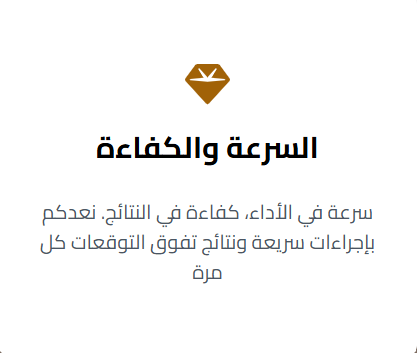 السرعة والكفاءة
سرعة في الأداء، كفاءة في النتائج. نعدكم
بإجراءات سريعة ونتائج تفوق التوقعات كل
مرة